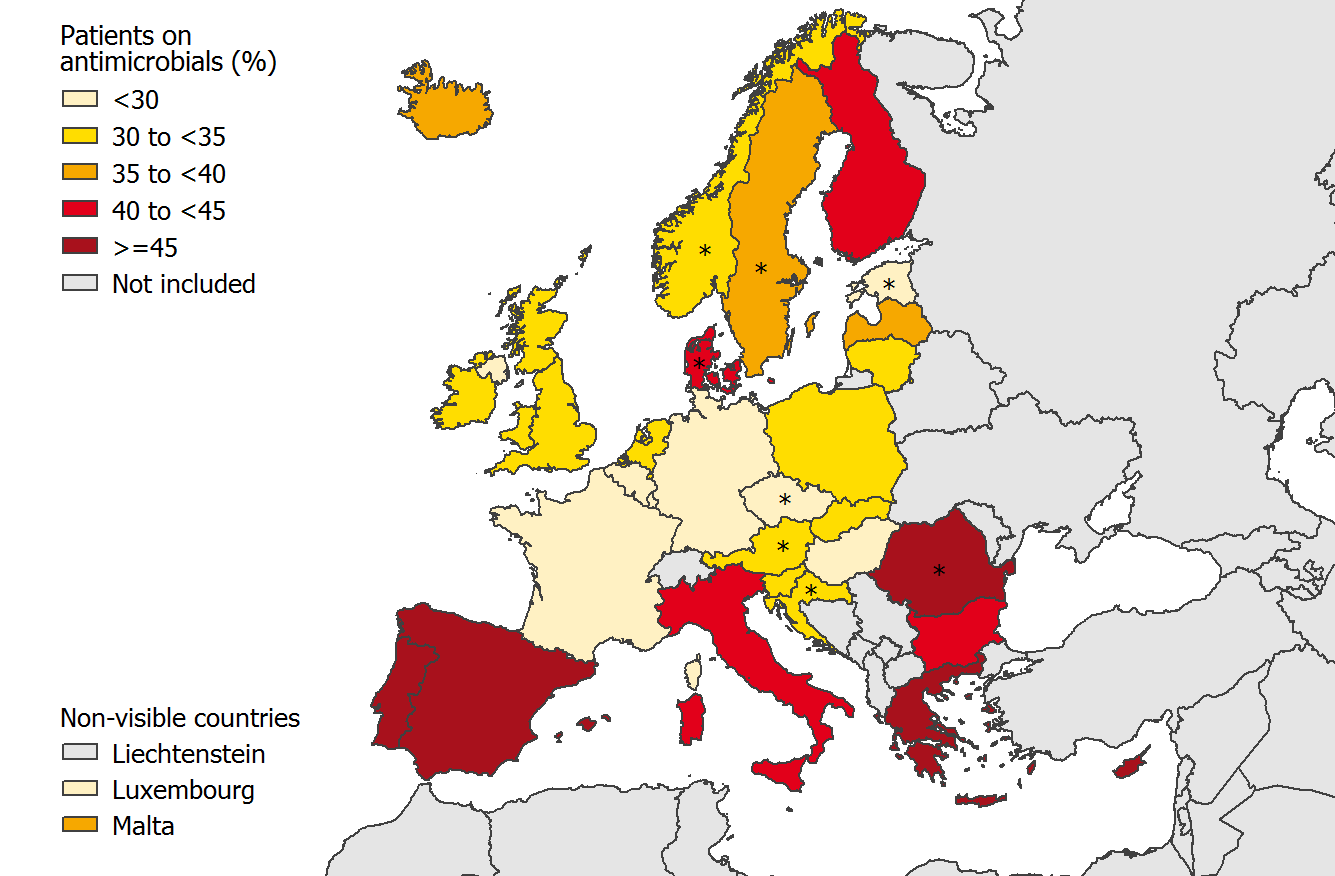 Patients on
antimicrobials (%)
<30
30 to <35
35 to <40
40 to <45
>=45
Not included
*
*
*
*
*
*
*
*
Non-visible countries
Liechtenstein
Luxembourg
Malta